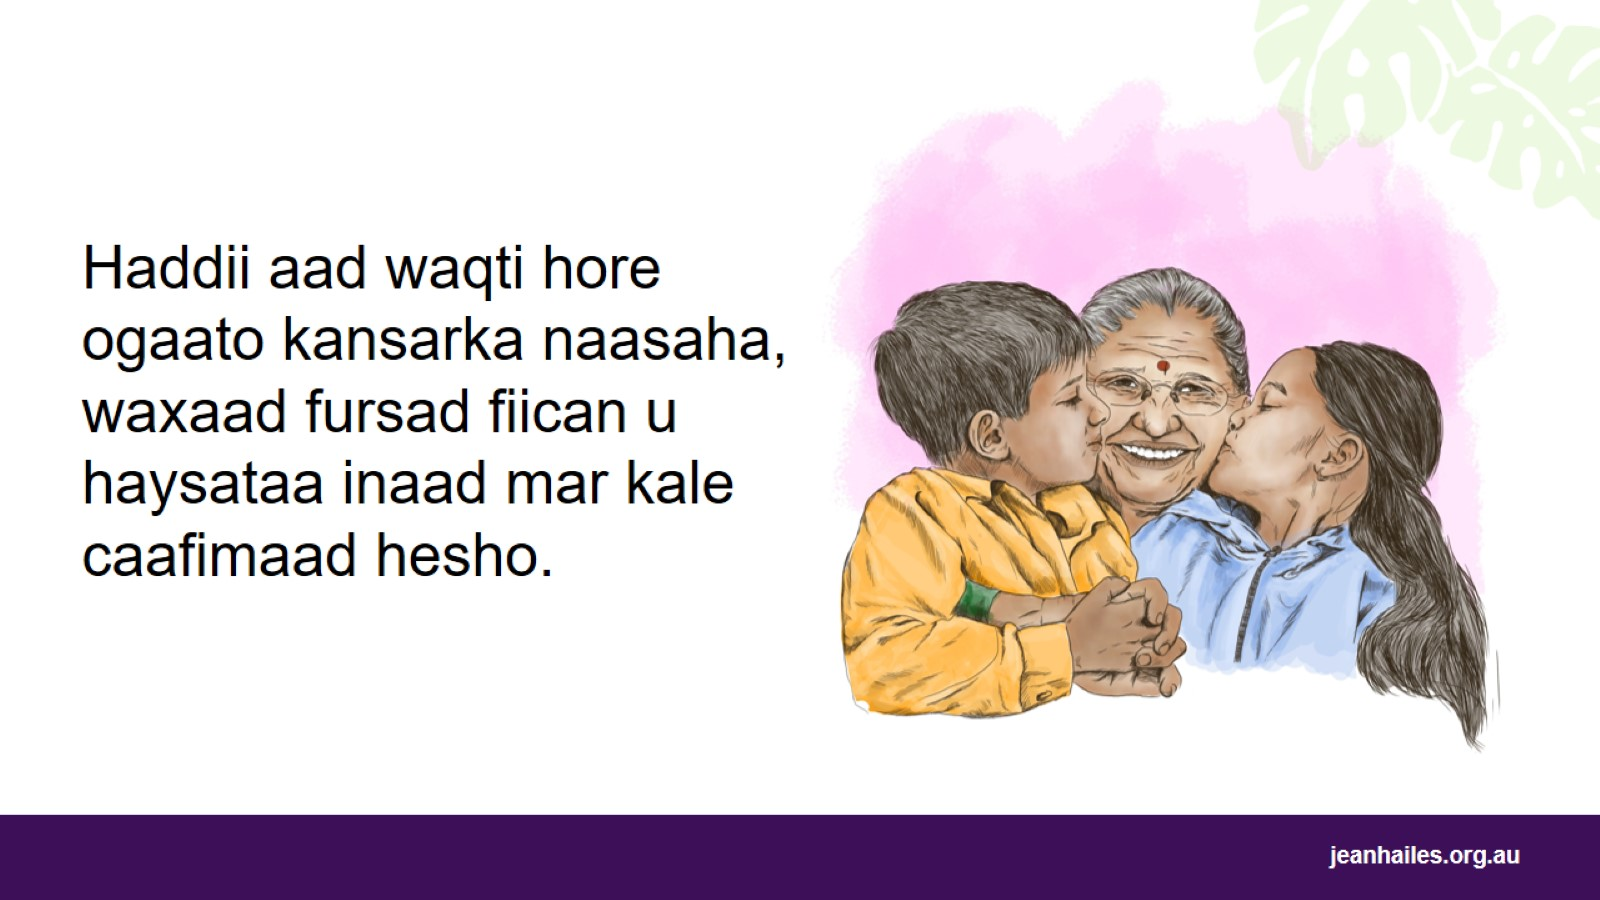 Haddii aad waqti hore
ogaato kansarka naasaha,
waxaad fursad fiican u
haysataa inaad mar kale
caafimaad hesho.
jeanhailes.org.au